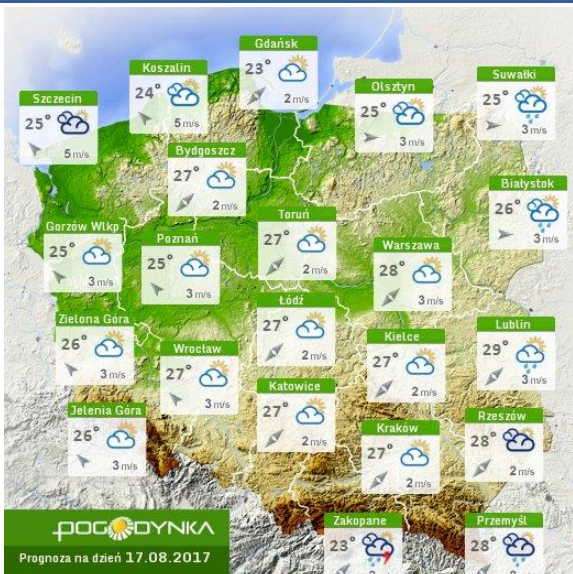 Gdańsk
23°
2 m/s
Koszalin
24°
5 m/s
Suwałki
25°
3 m/s
Olsztyn
25°
3 m/s
Szczecin
25°
5 m/s
Bydgoszcz
27°
2 m/s
Białystok
26°
3 m/s
Toruń
27°
2 m/s
Gorzów Wlkp
25°
3 m/s
Poznań
25°
3 m/s
Warszawa
28°
3 m/s
Łódź
27°
2 m/s
Zielona Góra
26°
3 m/s
Lublin
29°
3 m/s
Kielce
27°
2 m/s
Wrocław
27°
3 m/s
Katowice
27°
2 m/s
Jelenia Góra
26°
3 m/s
Rzeszów
28°
2 m/s
Kraków
27°
2 m/s
Zakopane
23°
Przemyśl
28°
POGODYNKA
Prognoza na dzień 17.08.2017